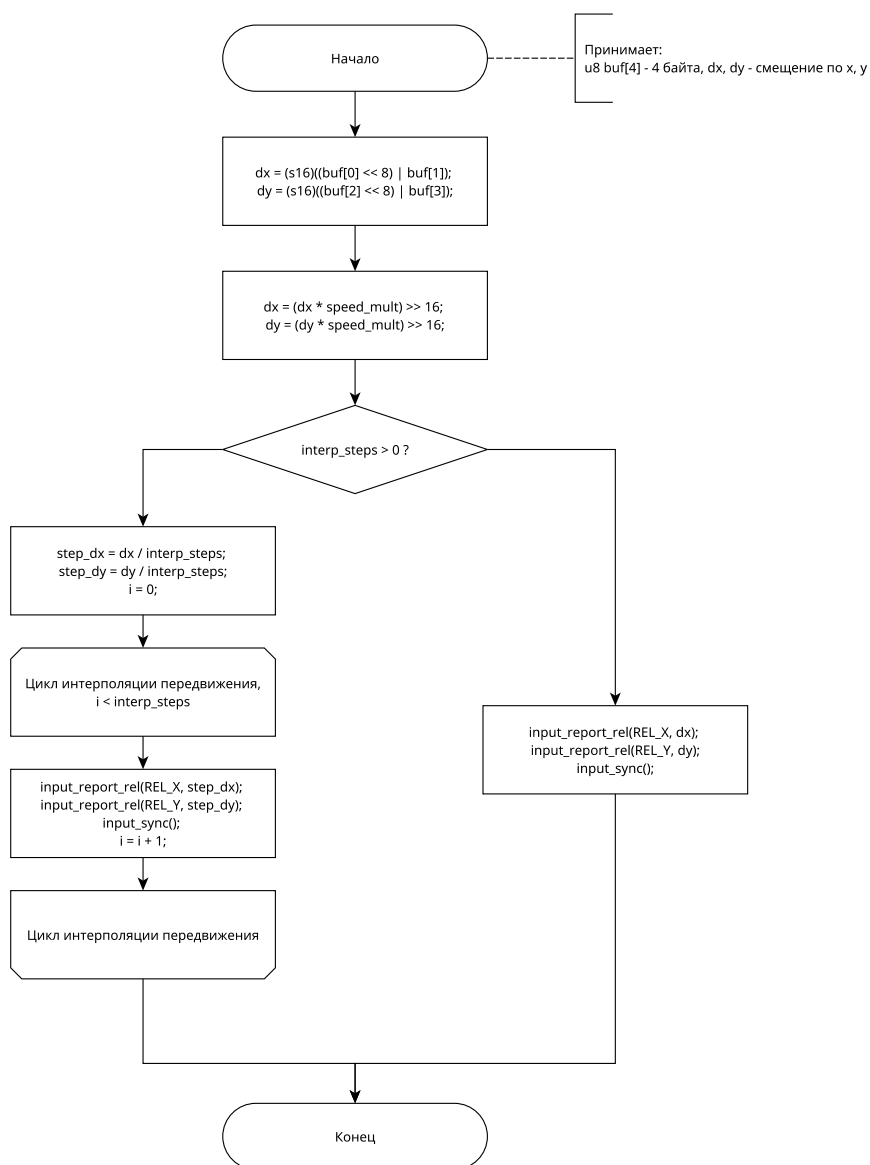 Начало
Принимает:
u8 buf[4] - 4 байта, dx, dy - смещение по x, y
dx = (s16)((buf[0] << 8) | buf[1]);
dy = (s16)((buf[2] << 8) | buf[3]);
dx = (dx * speed_mult) >> 16;
dy = (dy * speed_mult) >> 16;
interp_steps > 0 ?
step_dx = dx / interp_steps;
step_dy = dy / interp_steps;
i = 0;
Цикл интерполяции передвижения,
i < interp_steps
input_report_rel(REL_X, dx);
input_report_rel(REL_Y, dy);
input_sync();
input_report_rel(REL_X, step_dx);
input_report_rel(REL_Y, step_dy);
input_sync();
i = i + 1;
Цикл интерполяции передвижения
Конец